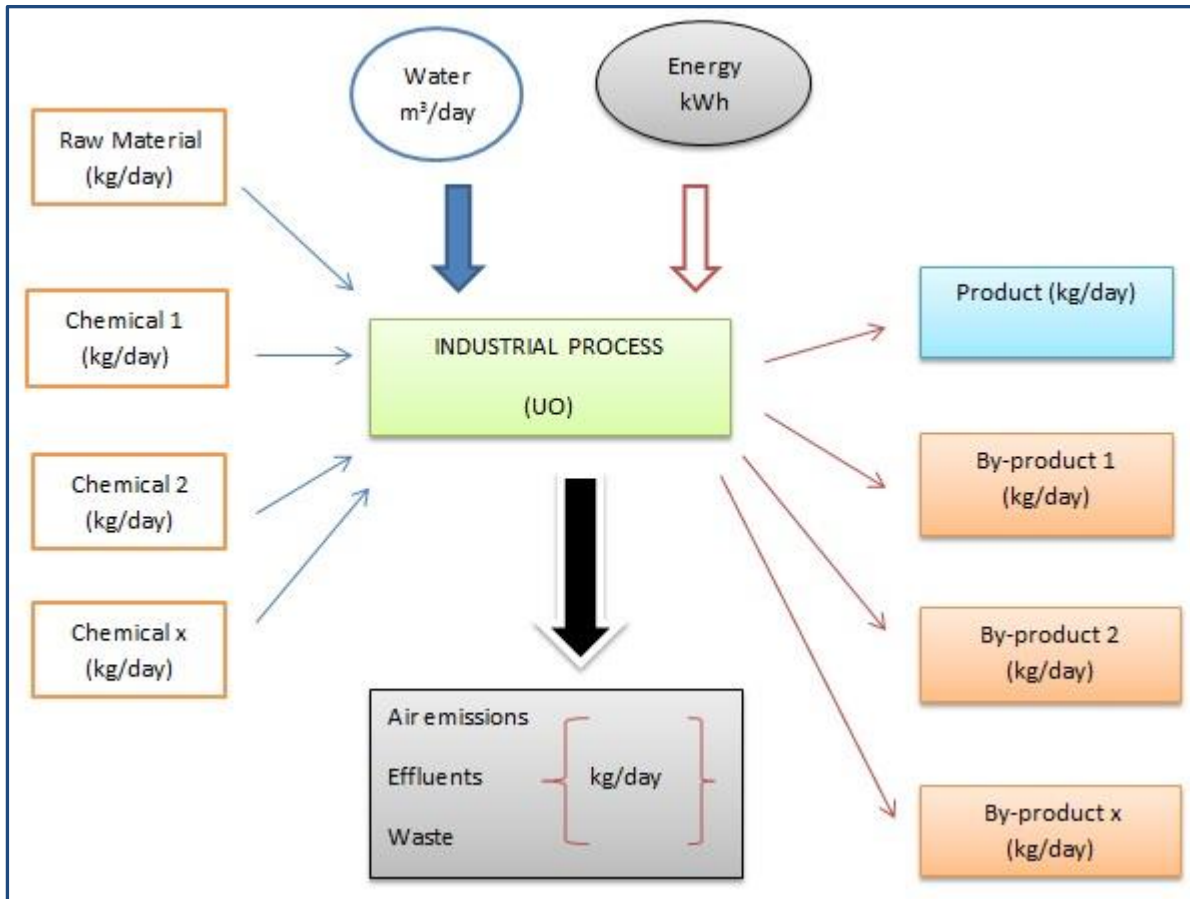 Water
m³/day
Energy
kWh
Raw Material
(kg/day)
Chemical 1
(kg/day)
Chemical 2
(kg/day)
Chemical x
(kg/day)
INDUSTRIAL PROCESS
(UO)
Product (kg/day)
By-product 1
(kg/day)
By-product 2
(kg/day)
By-product x
(kg/day)
Air emissions
Effluents
kg/day
Waste